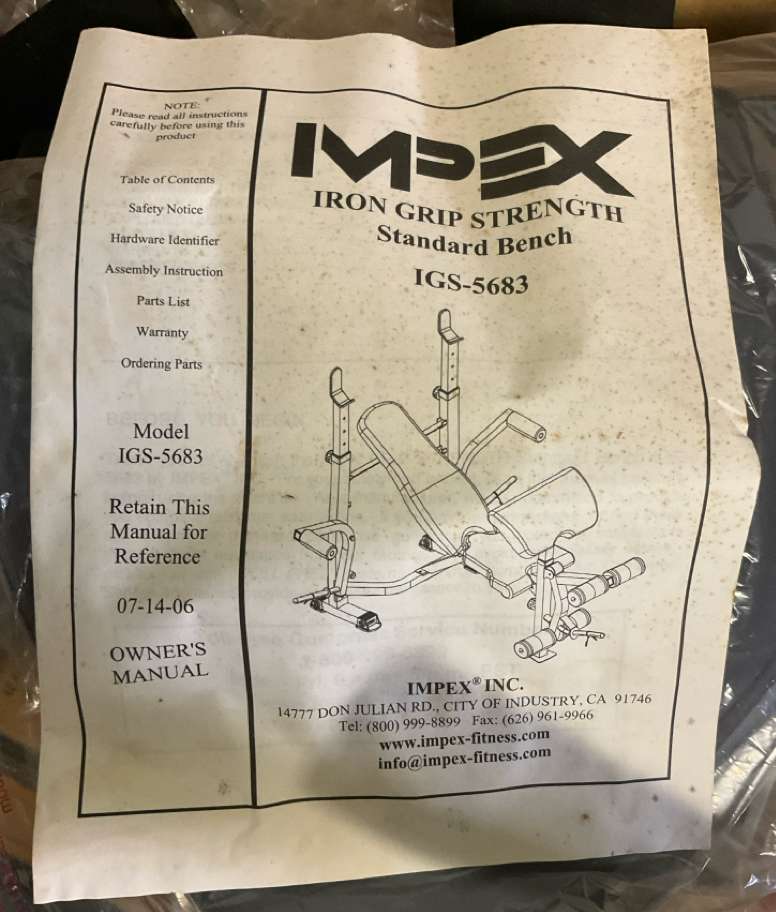 NOTE:
Please read all instructions
carefully before using this
product
Table of Contents
Safety Notice
Hardware Identifier
Assembly Instruction
Parts List
Warranty
Ordering Parts
Model
IGS-5683
Retain This
Manual for
Reference
07-14-06
OWNER'S
MANUAL
IMPEX
IRON GRIP STRENGTH
Standard Bench
IGS-5683
IMPEX® INC.
14777 DON JULIAN RD., CITY OF INDUSTRY, CA 91746
Tel: (800) 999-8899 Fax: (626) 961-9966
www.impex-fitness.com
info@impex-fitness.com